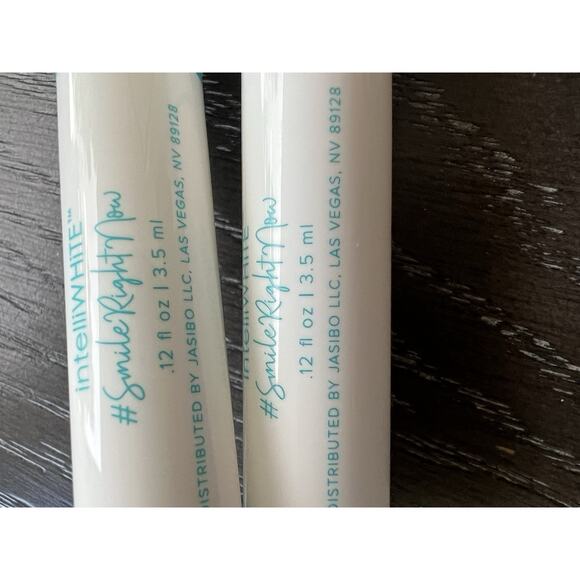 intelliWHITE™
#SmileRightNow
.12 fl oz | 3.5 ml
DISTRIBUTED BY JASIBO LLC, LAS VEGAS, NV 89128
intelliWHITE
#SmileRightNow
.12 fl oz | 3.5 ml
DISTRIBUTED BY JASIBO LLC, LAS VEGAS, NV 89128